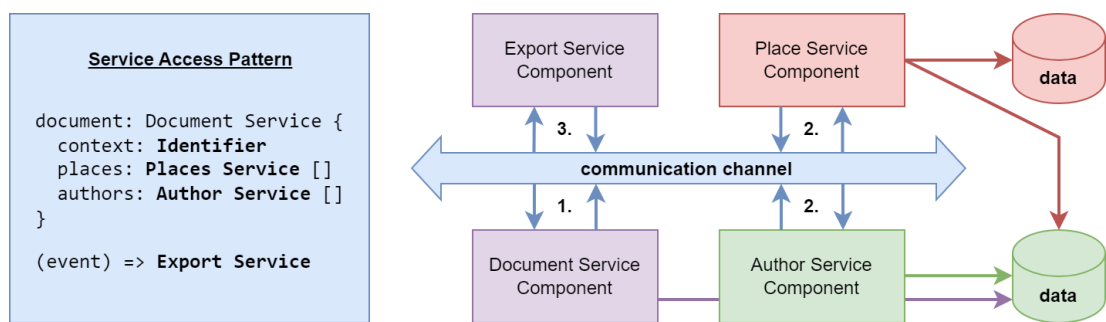 Service Access Pattern
document: Document Service {
context: Identifier
places: Places Service []
authors: Author Service []
}
(event) => Export Service
Export Service
Component
Place Service
Component
data
3.
2.
communication channel
1.
2.
Document Service
Component
Author Service
Component
data